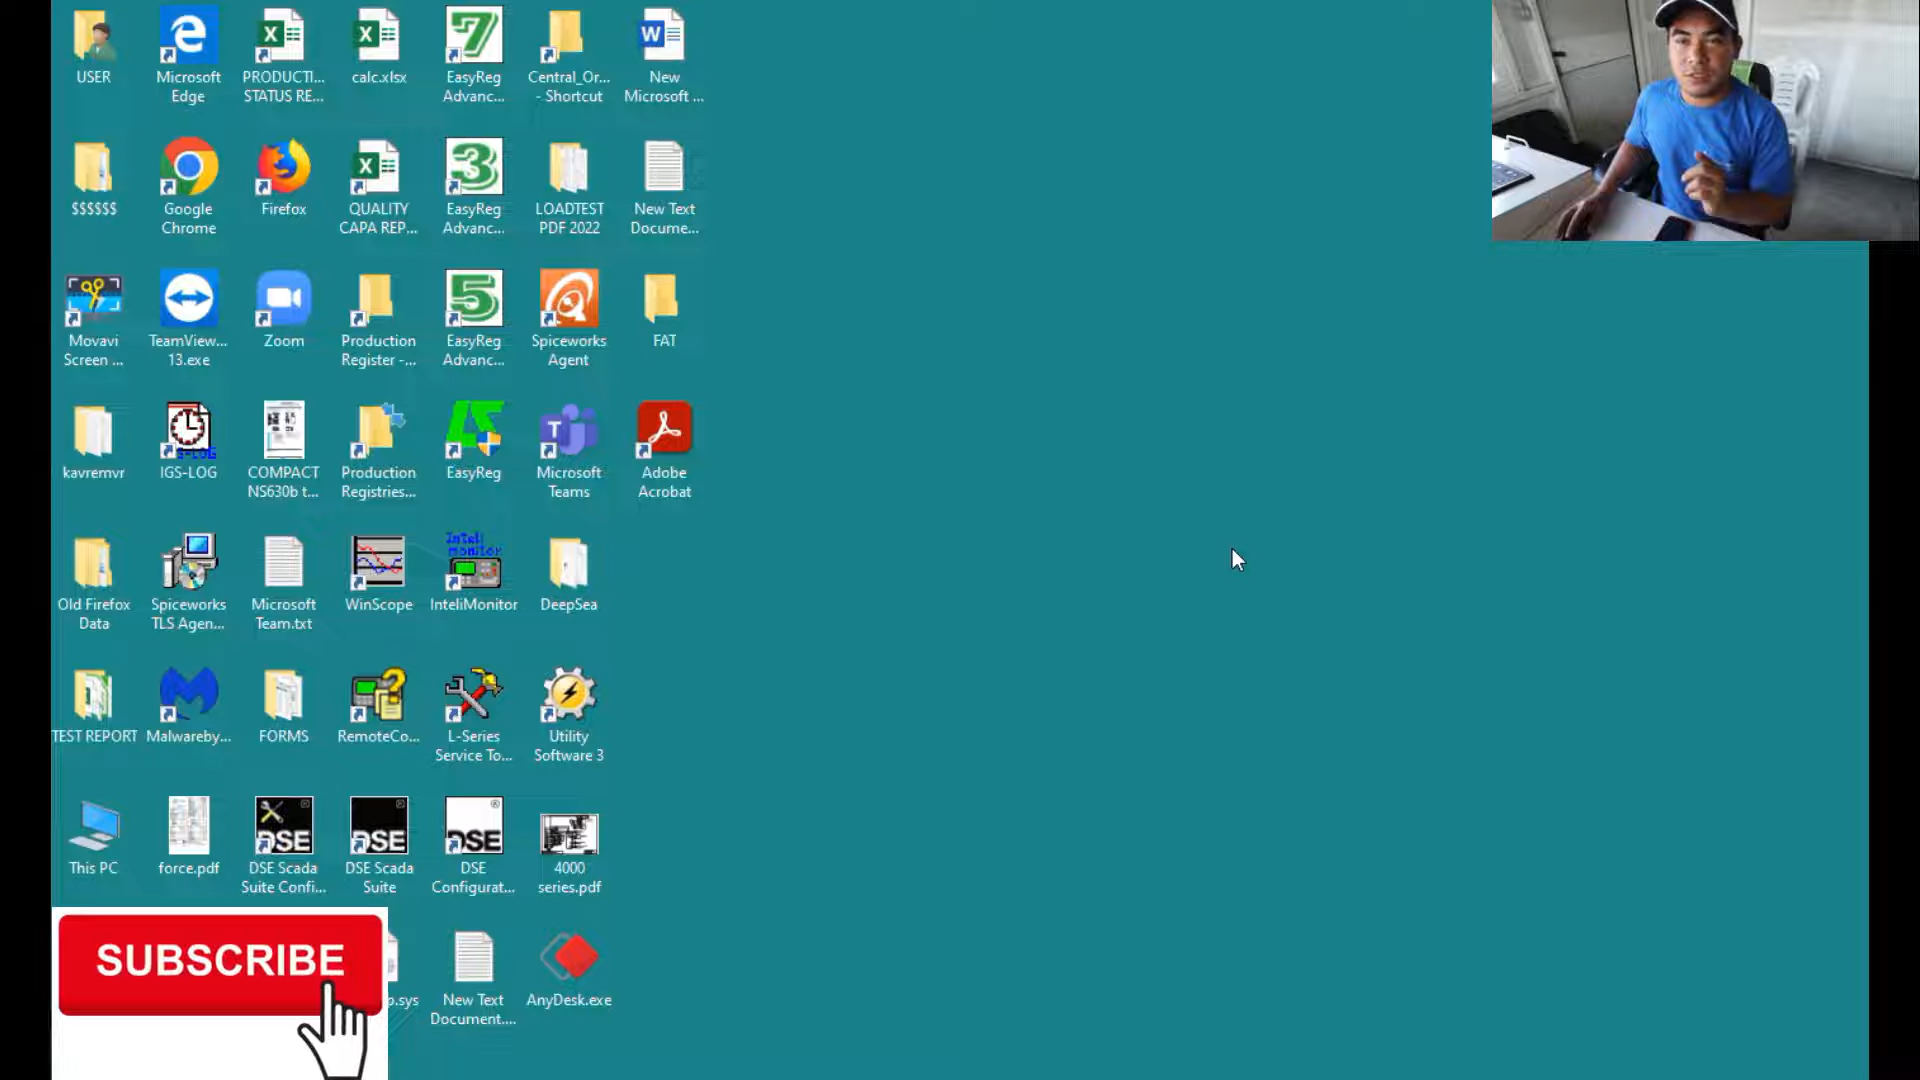 USER
Microsoft
Edge
PRODUCTI...
STATUS RE...
calc.xlsx
EasyReg
Advanc...
Central_Or...
- Shortcut
New
Microsoft ...
$$$$$$
Google
Chrome
Firefox
QUALITY
CAPA REP...
EasyReg
Advanc...
LOADTEST
PDF 2022
New Text
Docume...
Movavi
Screen ...
TeamView...
13.exe
Zoom
Production
Register -...
EasyReg
Advanc...
Spiceworks
Agent
FAT
kavremvr
IGS-LOG
COMPACT
NS630b t...
Production
Registries...
EasyReg
Microsoft
Teams
Adobe
Acrobat
Old Firefox
Data
Spiceworks
TLS Agen...
Microsoft
Team.txt
WinScope
Inteli
monitor
InteliMonitor
DeepSea
TEST REPORT
Malwareby...
FORMS
RemoteCo...
L-Series
Service To...
Utility
Software 3
This PC
force.pdf
DSE
DSE Scada
Suite Confi...
DSE
DSE Scada
Suite
DSE
DSE
Configurat...
4000
series.pdf
SUBSCRIBE
p.sys
New Text
Document....
AnyDesk.exe